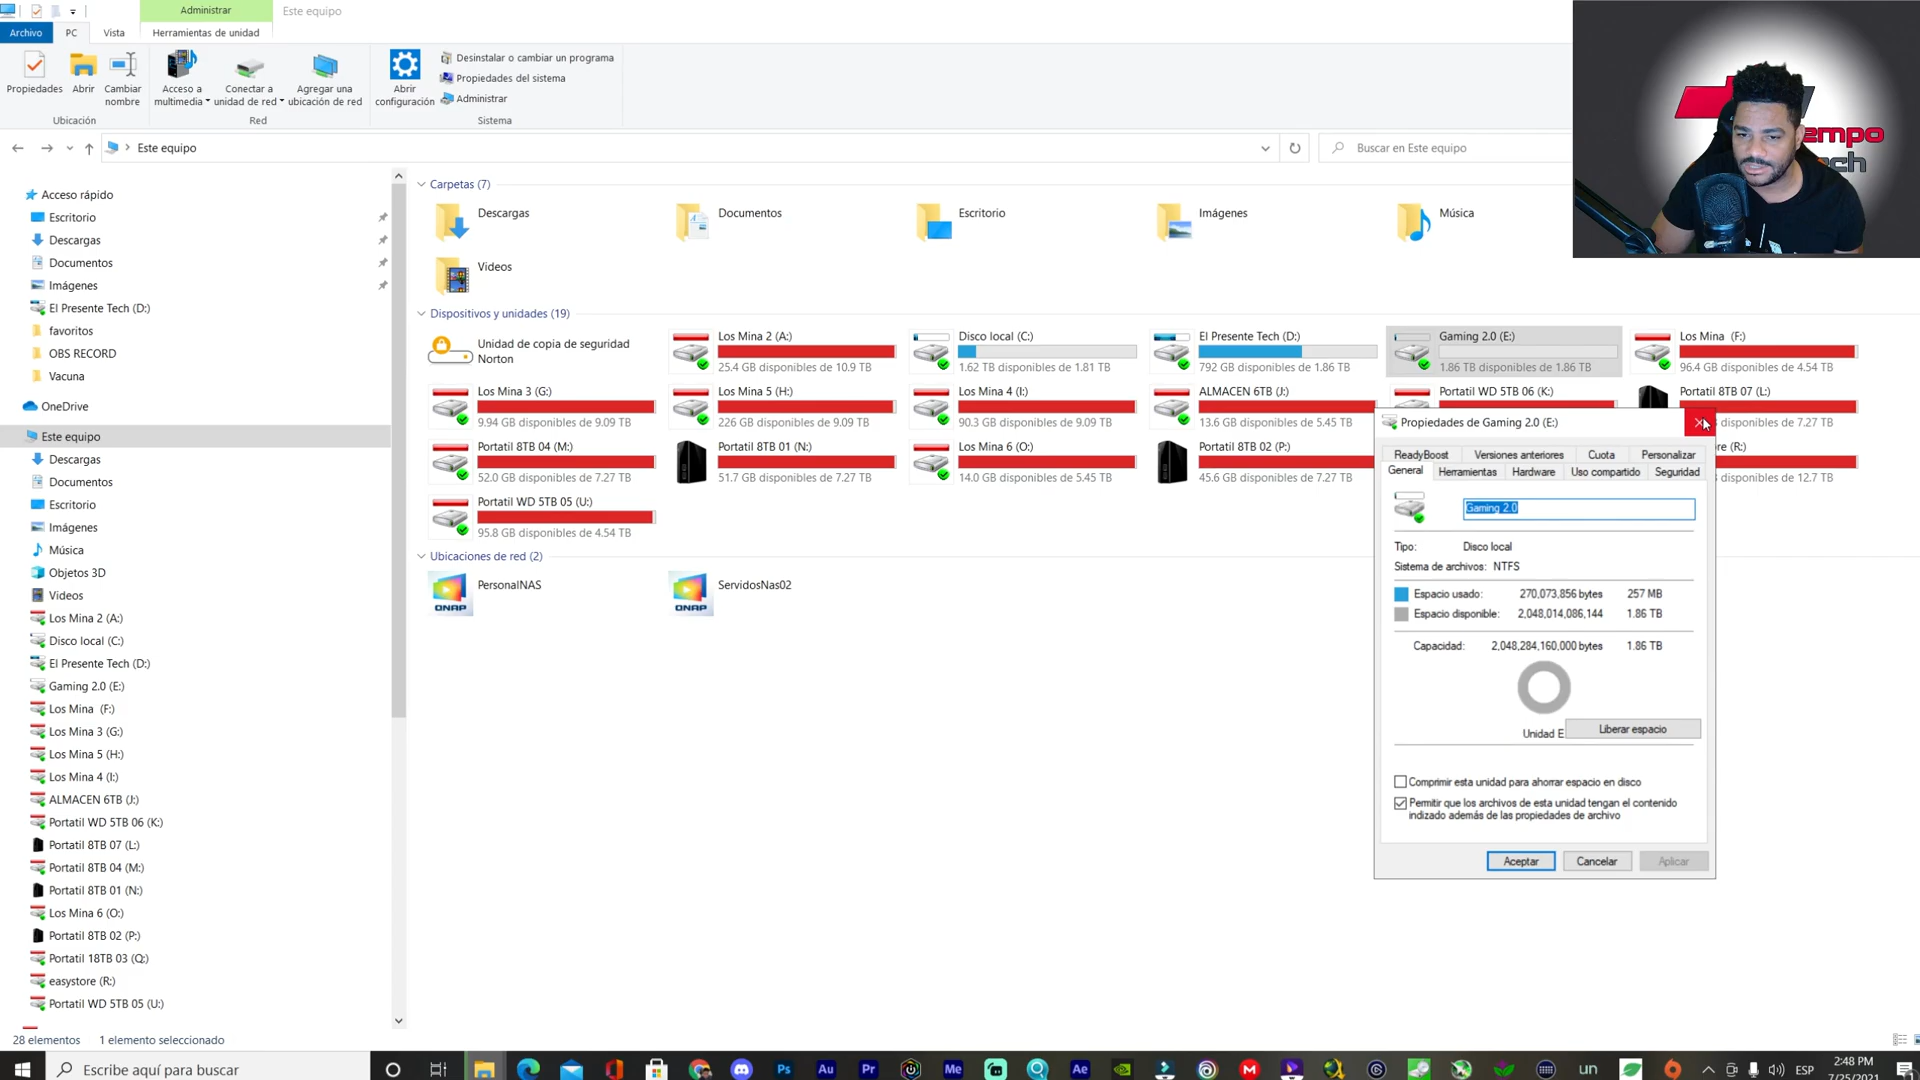 Administrar
Este equipo
Archivo
PC
Vista
Herramientas de unidad
Propiedades
Abrir
Cambiar nombre
Acceso a multimedia
Conectar a unidad de red
Agregar una ubicación de red
Abrir configuración
Desinstalar o cambiar un programa
Propiedades del sistema
Administrar
Ubicación
Red
Sistema
Este equipo
Buscar en Este equipo
empo
ech
Acceso rápido
Escritorio
Descargas
Documentos
Imágenes
El Presente Tech (D:)
favoritos
OBS RECORD
Vacuna
OneDrive
Este equipo
Descargas
Documentos
Escritorio
Imágenes
Música
Objetos 3D
Videos
Los Mina 2 (A:)
Disco local (C:)
El Presente Tech (D:)
Gaming 2.0 (E:)
Los Mina (F:)
Los Mina 3 (G:)
Los Mina 5 (H:)
Los Mina 4 (I:)
ALMACEN 6TB (J:)
Portatil WD 5TB 06 (K:)
Portatil 8TB 07 (L:)
Portatil 8TB 04 (M:)
Portatil 8TB 01 (N:)
Los Mina 6 (O:)
Portatil 8TB 02 (P:)
Portatil 18TB 03 (Q:)
easystore (R:)
Portatil WD 5TB 05 (U:)
Carpetas (7)
Descargas
Documentos
Escritorio
Imágenes
Música
Videos
Dispositivos y unidades (19)
Unidad de copia de seguridad Norton
Los Mina 2 (A:)
25.4 GB disponibles de 10.9 TB
Disco local (C:)
1.62 TB disponibles de 1.81 TB
El Presente Tech (D:)
792 GB disponibles de 1.86 TB
Gaming 2.0 (E:)
1.86 TB disponibles de 1.86 TB
Los Mina (F:)
96.4 GB disponibles de 4.54 TB
Los Mina 3 (G:)
9.94 GB disponibles de 9.09 TB
Los Mina 5 (H:)
226 GB disponibles de 9.09 TB
Los Mina 4 (I:)
90.3 GB disponibles de 9.09 TB
ALMACEN 6TB (J:)
13.6 GB disponibles de 5.45 TB
Portatil WD 5TB 06 (K:)
Portatil 8TB 07 (L:)
disponibles de 7.27 TB
Portatil 8TB 04 (M:)
52.0 GB disponibles de 7.27 TB
Portatil 8TB 01 (N:)
51.7 GB disponibles de 7.27 TB
Los Mina 6 (O:)
14.0 GB disponibles de 5.45 TB
Portatil 8TB 02 (P:)
45.6 GB disponibles de 7.27 TB
re (R:)
disponibles de 12.7 TB
Portatil WD 5TB 05 (U:)
95.8 GB disponibles de 4.54 TB
Ubicaciones de red (2)
QNAP
PersonalNAS
QNAP
ServidosNas02
Propiedades de Gaming 2.0 (E:)
ReadyBoost
Versiones anteriores
Cuota
Personalizar
General
Herramientas
Hardware
Uso compartido
Seguridad
Gaming 2.0
Tipo: Disco local
Sistema de archivos: NTFS
Espacio usado: 270,073,856 bytes 257 MB
Espacio disponible: 2,048,014,086,144 1.86 TB
Capacidad: 2,048,284,160,000 bytes 1.86 TB
Unidad E
Liberar espacio
Comprimir esta unidad para ahorrar espacio en disco
Permitir que los archivos de esta unidad tengan el contenido
indizado además de las propiedades de archivo
Aceptar
Cancelar
Aplicar
28 elementos
1 elemento seleccionado
Escribe aquí para buscar
Ps
Au
Pr
Me
Ae
M
un
ESP
2:48 PM
7/25/2021